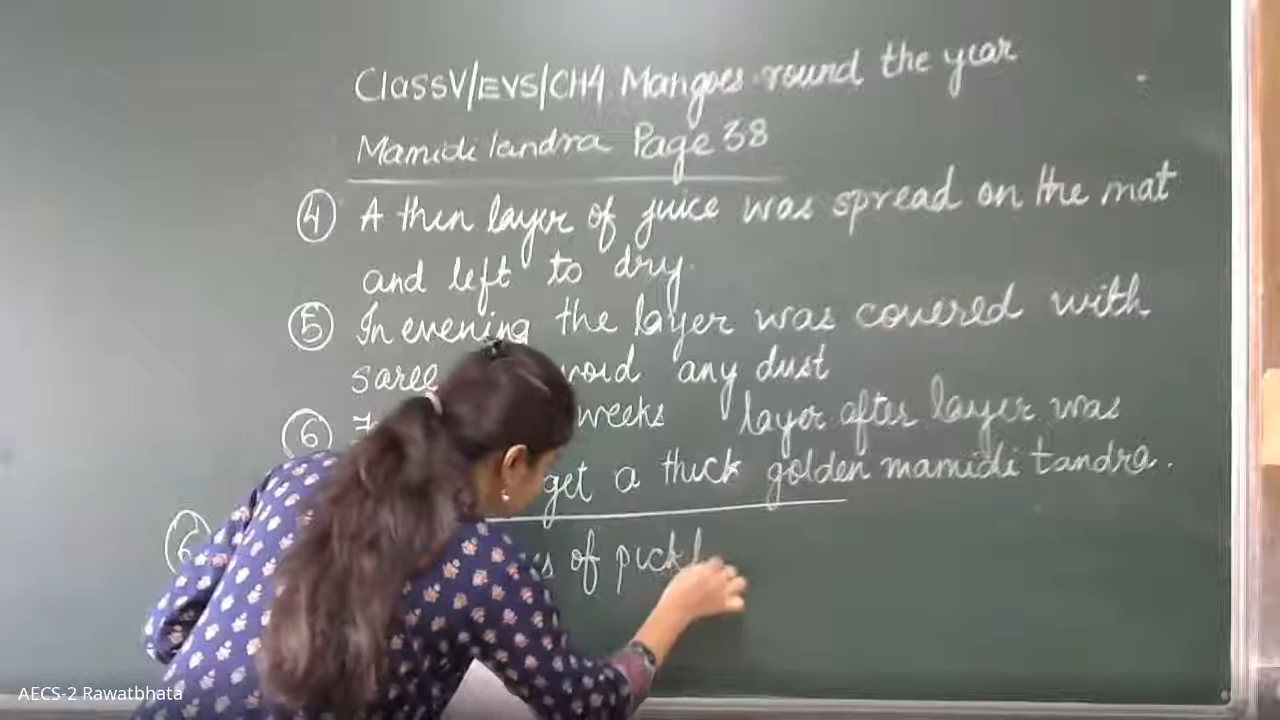 ClassV/EVS/CH4 Mangoes round the year
Mamidi tandra Page 38
④ A thin layer of juice was spread on the mat
and left to dry.
⑤ In evening the layer was covered with
saree any dust
⑥ weeks layer after layer was
get a thick golden mamidi tandra.
of
AECS-2 Rawatbhata